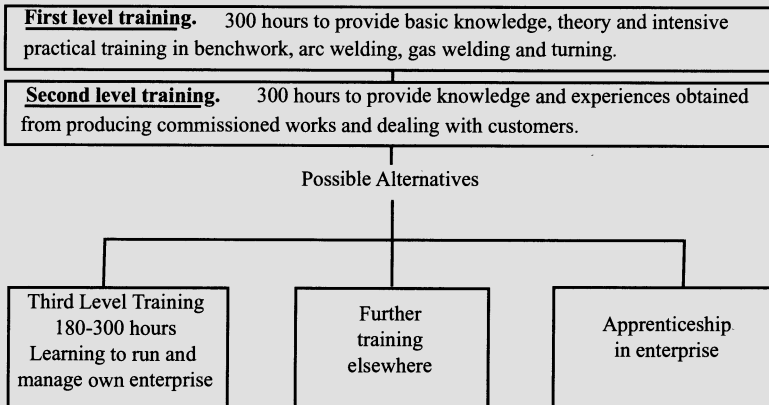 First level training. 300 hours to provide basic knowledge, theory and intensive
practical training in benchwork, arc welding, gas welding and turning.
Second level training. 300 hours to provide knowledge and experiences obtained
from producing commissioned works and dealing with customers.
Possible Alternatives
Third Level Training
180-300 hours
Learning to run and
manage own enterprise
Further
training
elsewhere
Apprenticeship
in enterprise